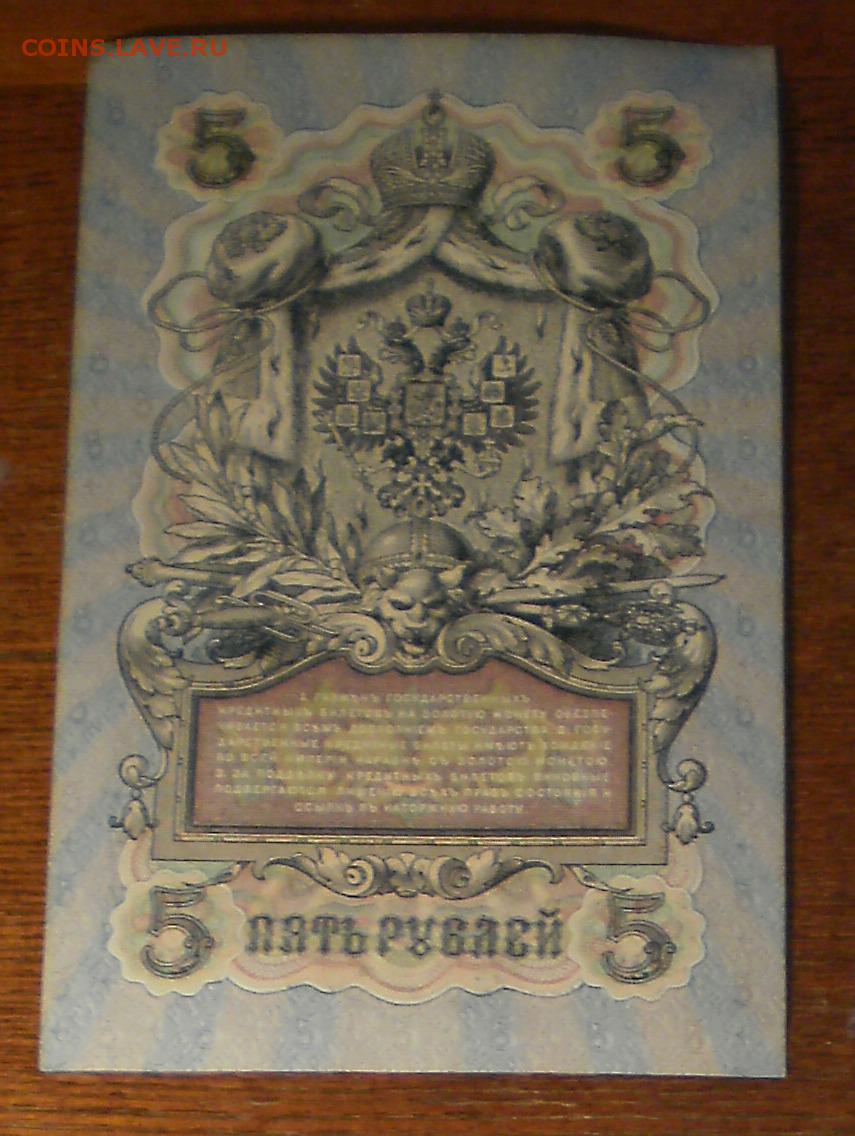 COINS.LAVE.RU
5 5
1. РАЗМѢНЪ ГОСУДАРСТВЕННЫХЪ
КРЕДИТНЫХЪ БИЛЕТОВЪ НА ЗОЛОТУЮ МОНЕТУ ОБЕЗПЕ-
ЧИВАЕТСЯ ВСѢМЪ ДОСТОЯНІЕМЪ ГОСУДАРСТВА. 2. ГОСУ-
ДАРСТВЕННЫЕ КРЕДИТНЫЕ БИЛЕТЫ ИМѢЮТЪ ХОЖДЕНІЕ
ПО ВСЕЙ ИМПЕРІИ НАРАВНѢ СЪ ЗОЛОТОЮ МОНЕТОЮ.
3. ЗА ПОДДѢЛКУ КРЕДИТНЫХЪ БИЛЕТОВЪ ВИНОВНЫЕ
ПОДВЕРГАЮТСЯ ЛИШЕНІЮ ВСѢХЪ ПРАВЪ СОСТОЯНІЯ И
ССЫЛКѢ ВЪ КАТОРЖНУЮ РАБОТУ.
5 ПЯТЬ РУБЛЕЙ 5